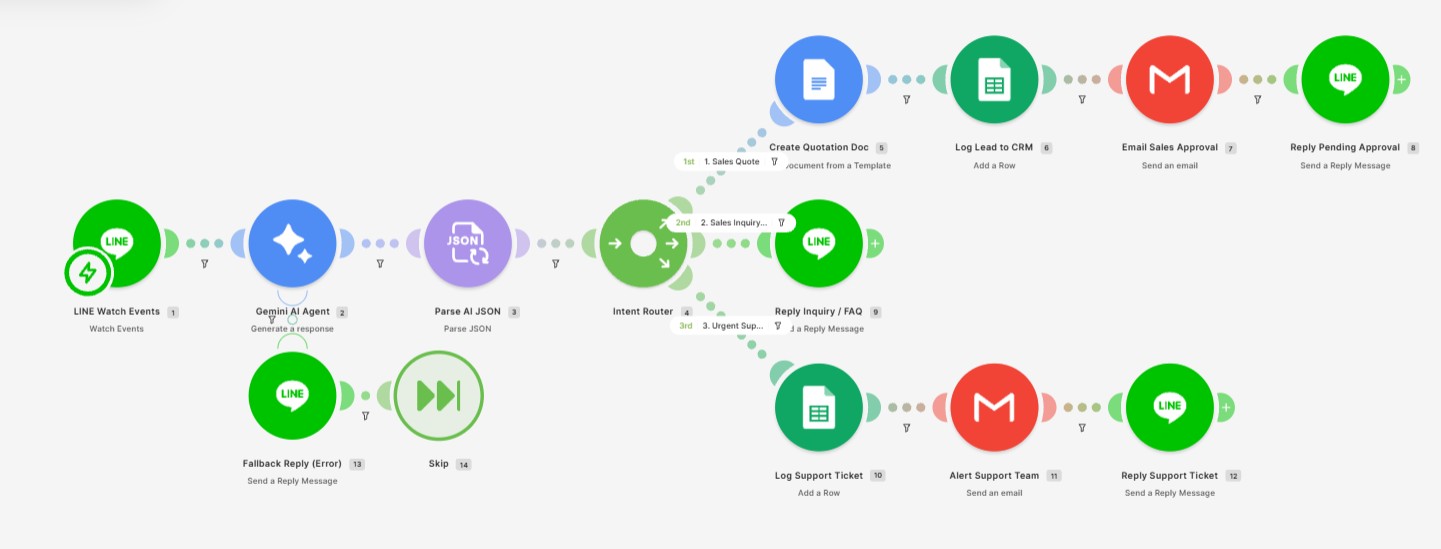 LINE
Create Quotation Doc 5
ocument from a Template
LINE
Log Lead to CRM 6
Add a Row
Email Sales Approval 7
Send an email
Reply Pending Approval 8
Send a Reply Message
1st 1. Sales Quote
LINE
LINE Watch Events 1
Watch Events
Gemini AI Agent 2
Generate a response
JSON
Parse AI JSON 3
Parse JSON
Intent Router 4
2nd 2. Sales Inquiry...
LINE
Reply Inquiry / FAQ 9
d a Reply Message
3rd 3. Urgent Sup...
LINE
Fallback Reply (Error) 13
Send a Reply Message
Skip 14
Log Support Ticket 10
Add a Row
Alert Support Team 11
Send an email
Reply Support Ticket 12
Send a Reply Message